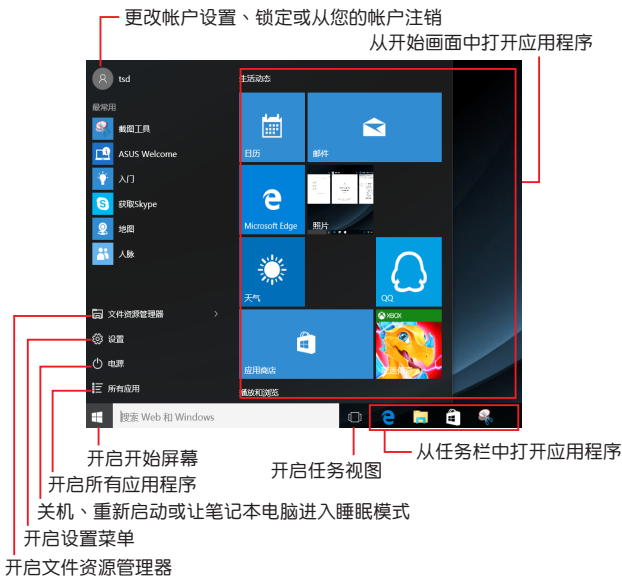 更改帐户设置、锁定或从您的帐户注销
从开始画面中打开应用程序
tsd
生活动态
最常用
截图工具
ASUS Welcome
入门
获取Skype
地图
人脉
日历
邮件
Microsoft Edge
照片
天气
QQ
应用商店
XBOX
播放和浏览
文件资源管理器
设置
电源
所有应用
搜索 Web 和 Windows
开启开始屏幕
开启任务视图
从任务栏中打开应用程序
开启所有应用程序
关机、重新启动或让笔记本电脑进入睡眠模式
开启设置菜单
开启文件资源管理器